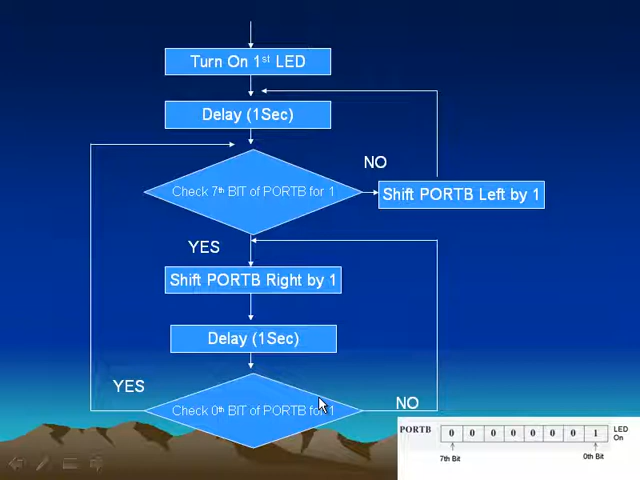 Turn On 1st LED
Delay (1Sec)
NO
Check 7th BIT of PORTB for 1
Shift PORTB Left by 1
YES
Shift PORTB Right by 1
Delay (1Sec)
YES
Check 0th BIT of PORTB for 1
NO
PORTB 0 0 0 0 0 0 0 1 LED On
7th Bit 0th Bit